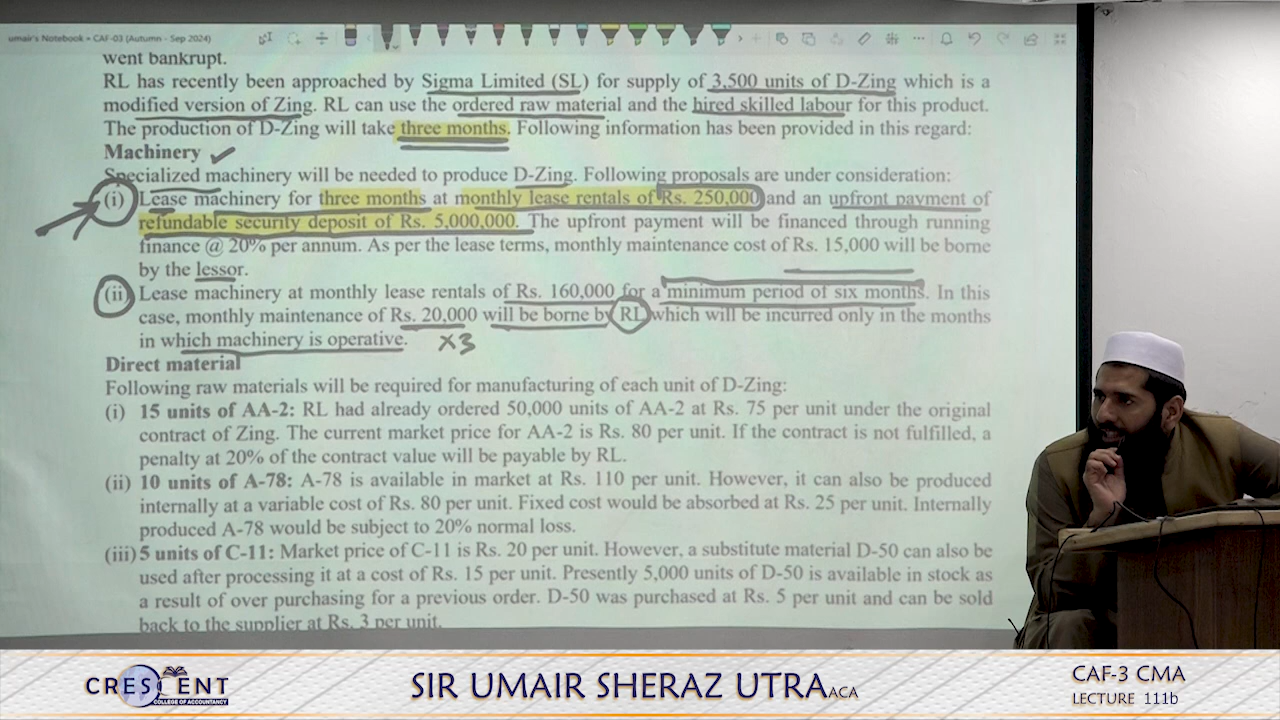 umair's Notebook » CAF-03 (Autumn - Sep 2024)
went bankrupt.
RL has recently been approached by Sigma Limited (SL) for supply of 3,500 units of D-Zing which is a
modified version of Zing. RL can use the ordered raw material and the hired skilled labour for this product.
The production of D-Zing will take three months. Following information has been provided in this regard:
Machinery
Specialized machinery will be needed to produce D-Zing. Following proposals are under consideration:
(i) Lease machinery for three months at monthly lease rentals of Rs. 250,000 and an upfront payment of
refundable security deposit of Rs. 5,000,000. The upfront payment will be financed through running
finance @ 20% per annum. As per the lease terms, monthly maintenance cost of Rs. 15,000 will be borne
by the lessor.
(ii) Lease machinery at monthly lease rentals of Rs. 160,000 for a minimum period of six months. In this
case, monthly maintenance of Rs. 20,000 will be borne by RL which will be incurred only in the months
in which machinery is operative. ×3
Direct material
Following raw materials will be required for manufacturing of each unit of D-Zing:
(i) 15 units of AA-2: RL had already ordered 50,000 units of AA-2 at Rs. 75 per unit under the original
contract of Zing. The current market price for AA-2 is Rs. 80 per unit. If the contract is not fulfilled, a
penalty at 20% of the contract value will be payable by RL.
(ii) 10 units of A-78: A-78 is available in market at Rs. 110 per unit. However, it can also be produced
internally at a variable cost of Rs. 80 per unit. Fixed cost would be absorbed at Rs. 25 per unit. Internally
produced A-78 would be subject to 20% normal loss.
(iii) 5 units of C-11: Market price of C-11 is Rs. 20 per unit. However, a substitute material D-50 can also be
used after processing it at a cost of Rs. 15 per unit. Presently 5,000 units of D-50 is available in stock as
a result of over purchasing for a previous order. D-50 was purchased at Rs. 5 per unit and can be sold
back to the supplier at Rs. 3 per unit.
CRESCENT
COLLEGE OF ACCOUNTANCY
SIR UMAIR SHERAZ UTRA ACA
CAF-3 CMA
LECTURE 111b